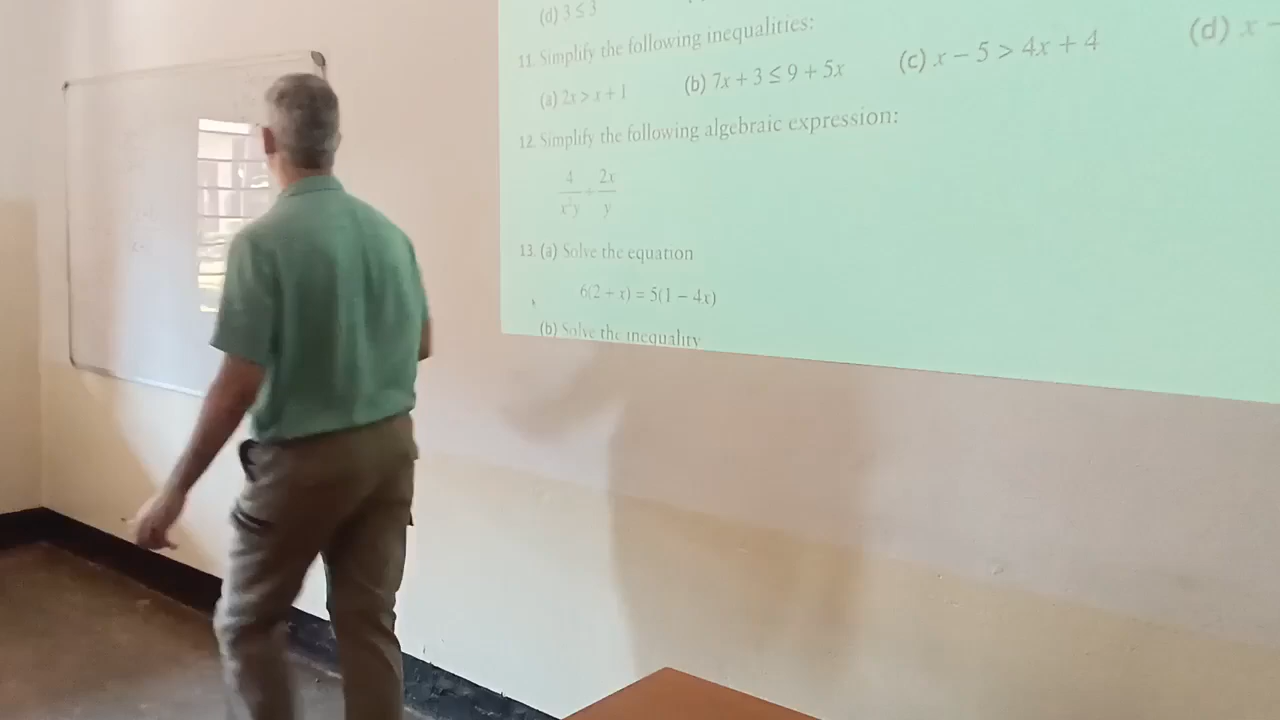 (d) 3 ≤ 3
11. Simplify the following inequalities:
(a) 2x > x + 1 (b) 7x + 3 ≤ 9 + 5x (c) x − 5 > 4x + 4 (d) x −
12. Simplify the following algebraic expression:
4 2x
x²y y
13. (a) Solve the equation
6(2 + x) = 5(1 − 4x)
(b) Solve the inequality